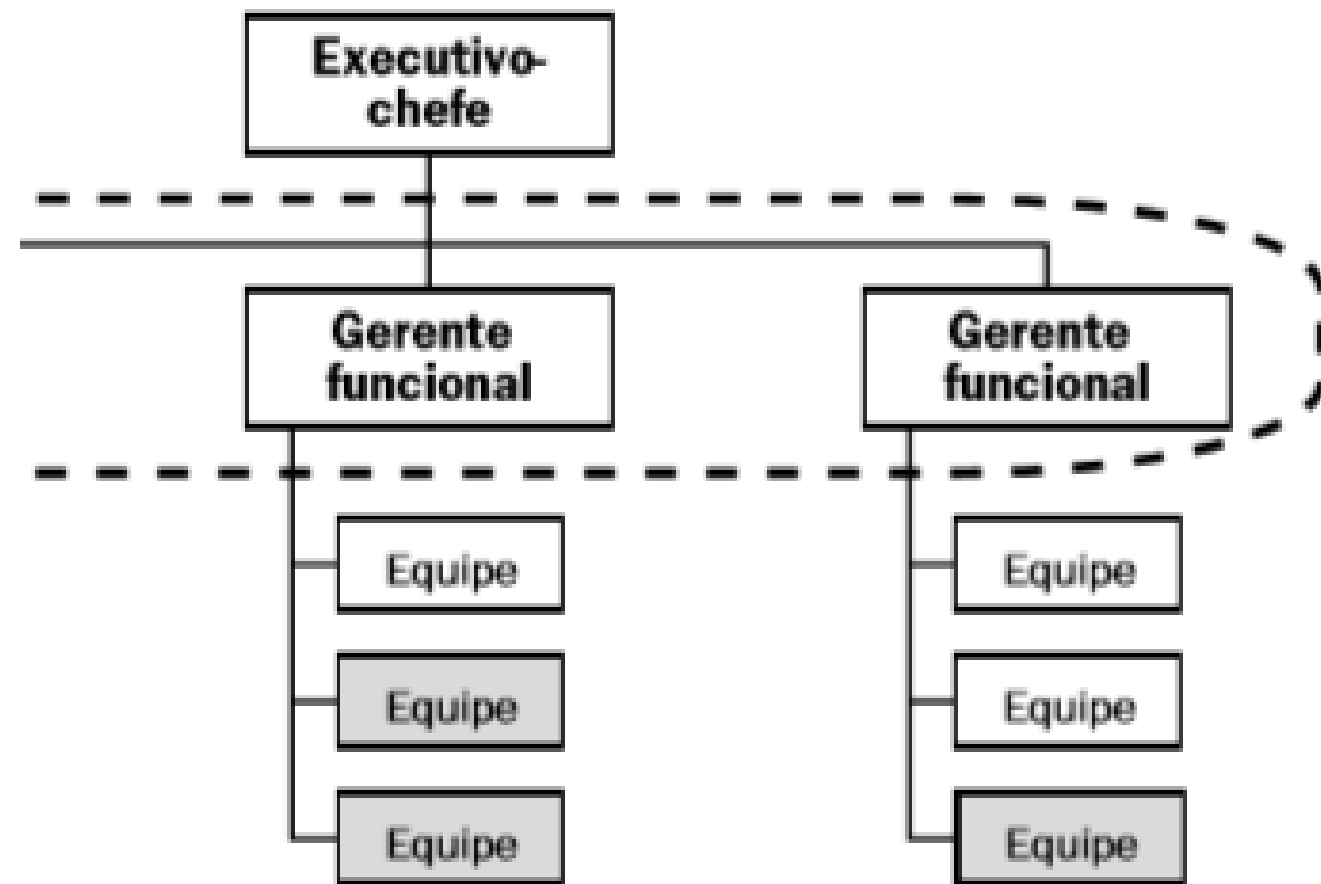 Executivo-
chefe
Gerente
funcional
Gerente
funcional
Equipe
Equipe
Equipe
Equipe
Equipe
Equipe